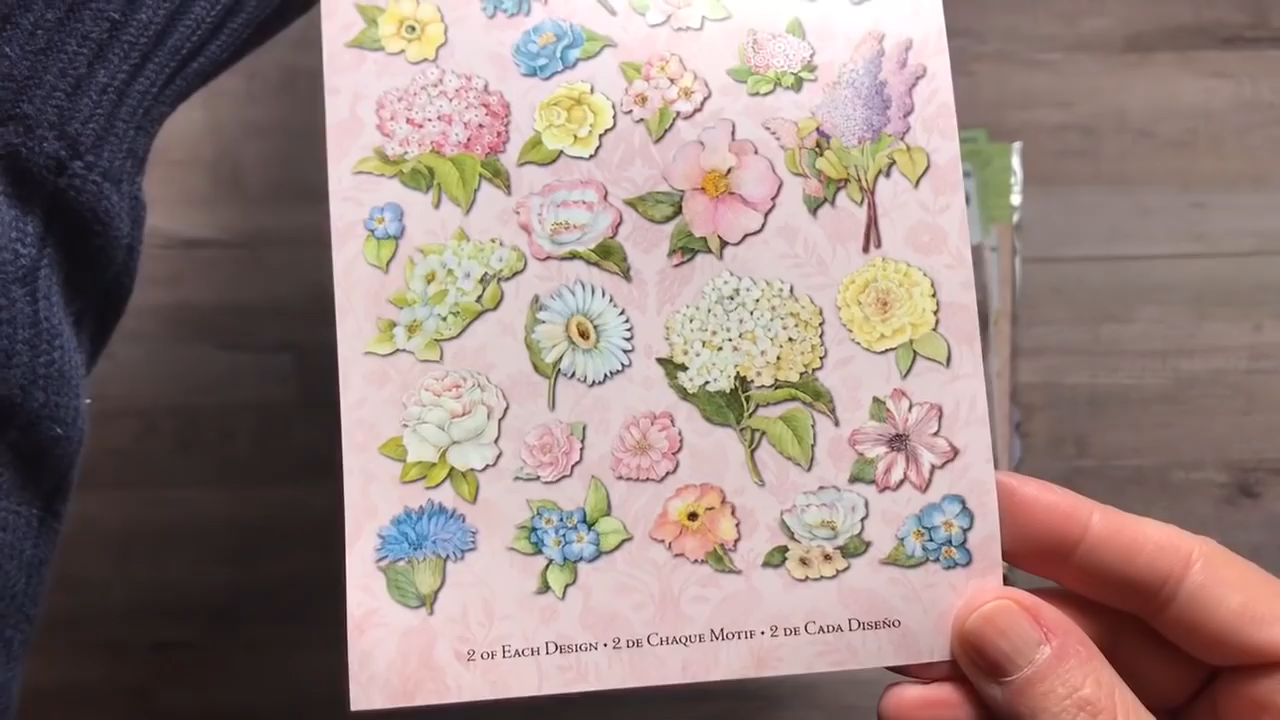 2 of Each Design • 2 de Chaque Motif • 2 de Cada Diseño